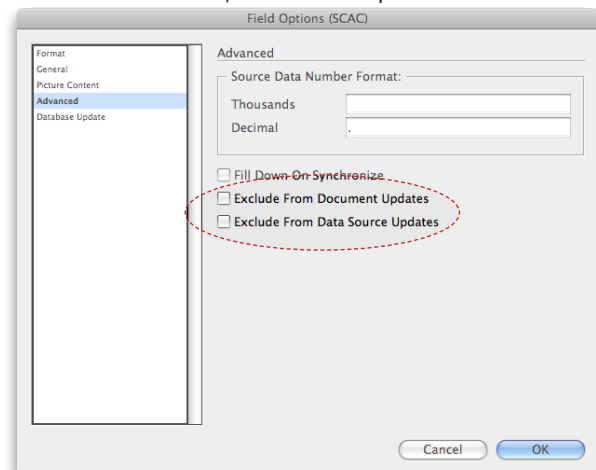 Field Options (SCAC)
Format
General
Picture Content
Advanced
Database Update
Advanced
Source Data Number Format:
Thousands
Decimal
.
Fill Down On Synchronize
Exclude From Document Updates
Exclude From Data Source Updates
Cancel
OK